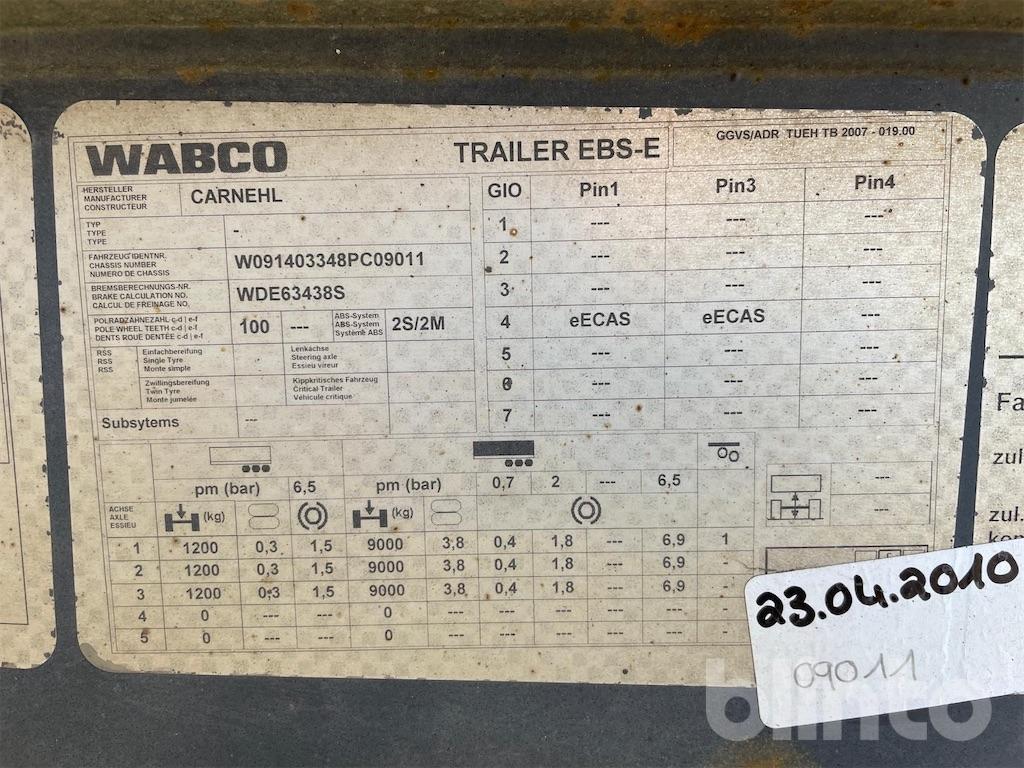 WABCO
TRAILER EBS-E
GGVS/ADR TUEH TB 2007 - 019.00
HERSTELLER
MANUFACTURER
CONSTRUCTEUR
CARNEHL
TYP
TYPE
TYPE
-
FAHRZEUG IDENTNR.
CHASSIS NUMBER
NUMERO DE CHASSIS
W091403348PC09011
BREMSBERECHNUNGS-NR.
BRAKE CALCULATION NO.
CALCUL DE FREINAGE NO.
WDE63438S
POLRADZÄHNEZAHL c-d | e-f
POLE WHEEL TEETH c-d | e-f
DENTS ROUE DENTÉE c-d | e-f
100 ---
ABS-System
ABS-System
Système ABS
2S/2M
RSS
RSS
RSS
Einfachbereifung
Single Tyre
Monte simple
Lenkachse
Steering axle
Essieu vireur
Zwillingsbereifung
Twin Tyre
Monte jumelée
Kippkritisches Fahrzeug
Critical Trailer
Véhicule critique
Subsytems ---
GIO Pin1 Pin3 Pin4
1 --- --- ---
2 --- --- ---
3 --- --- ---
4 eECAS eECAS ---
5 --- --- ---
6 --- --- ---
7 --- --- ---
pm (bar) 6,5 pm (bar) 0,7 2 --- 6,5
ACHSE
AXLE
ESSIEU
(kg) (kg)
1 1200 0,3 1,5 9000 3,8 0,4 1,8 --- 6,9 1
2 1200 0,3 1,5 9000 3,8 0,4 1,8 --- 6,9 -
3 1200 0,3 1,5 9000 3,8 0,4 1,8 --- 6,9 -
4 0 --- --- 0 --- --- --- --- --- -
5 0 --- --- 0 --- --- --- --- --- -
---
---
Fa
zul
zul.
23.04.2010
09011
blinto